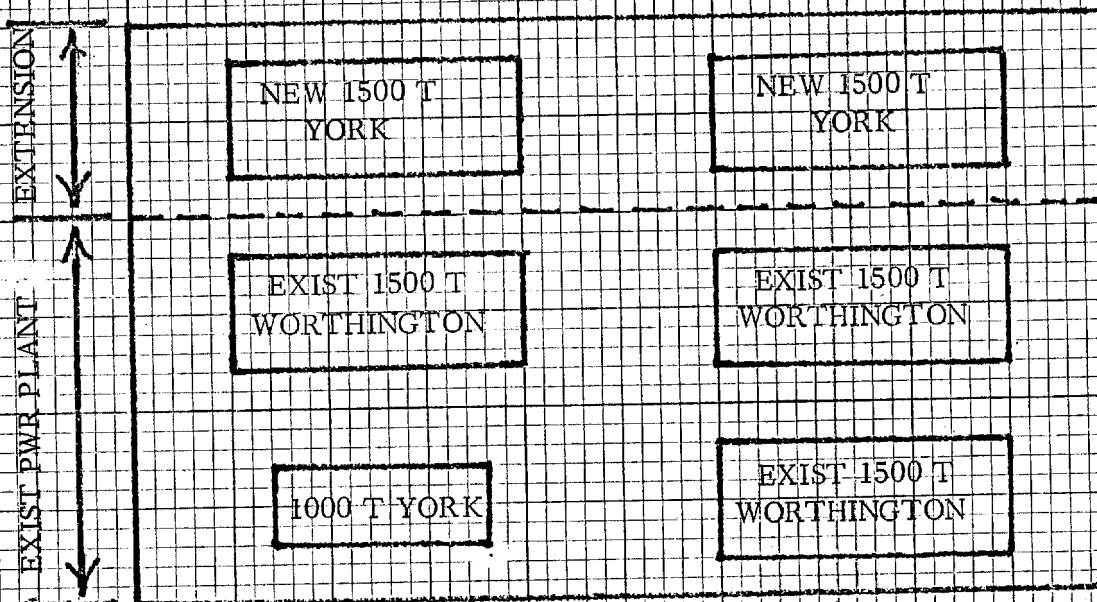 EXTENSION
NEW 1500 T
YORK
NEW 1500 T
YORK
EXIST PWR PLANT
EXIST 1500 T
WORTHINGTON
EXIST 1500 T
WORTHINGTON
1000 T YORK
EXIST 1500 T
WORTHINGTON